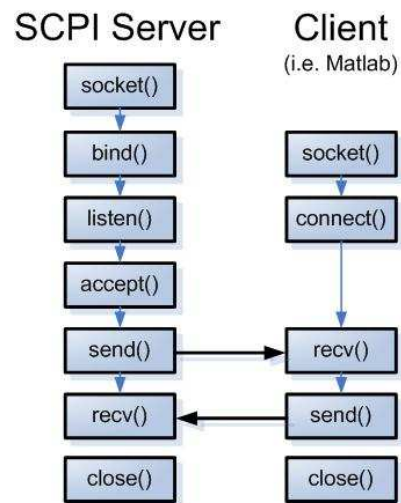 SCPI Server
socket()
bind()
listen()
accept()
send()
recv()
close()
Client
(i.e. Matlab)
socket()
connect()
recv()
send()
close()